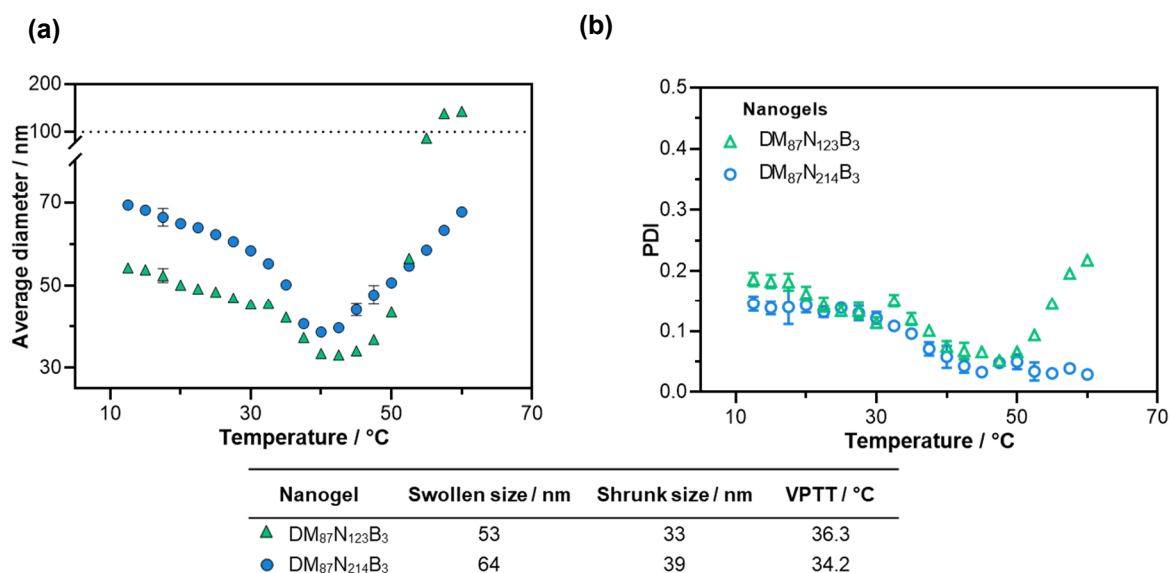 (a)
(b)
200
100
70
50
30
Average diameter / nm
10
30
50
70
Temperature / °C
0.5
0.4
0.3
0.2
0.1
0.0
PDI
Nanogels
DM₈₇N₁₂₃B₃
DM₈₇N₂₁₄B₃
10
30
50
70
Temperature / °C
Nanogel Swollen size / nm Shrunk size / nm VPTT / °C
DM₈₇N₁₂₃B₃ 53 33 36.3
DM₈₇N₂₁₄B₃ 64 39 34.2